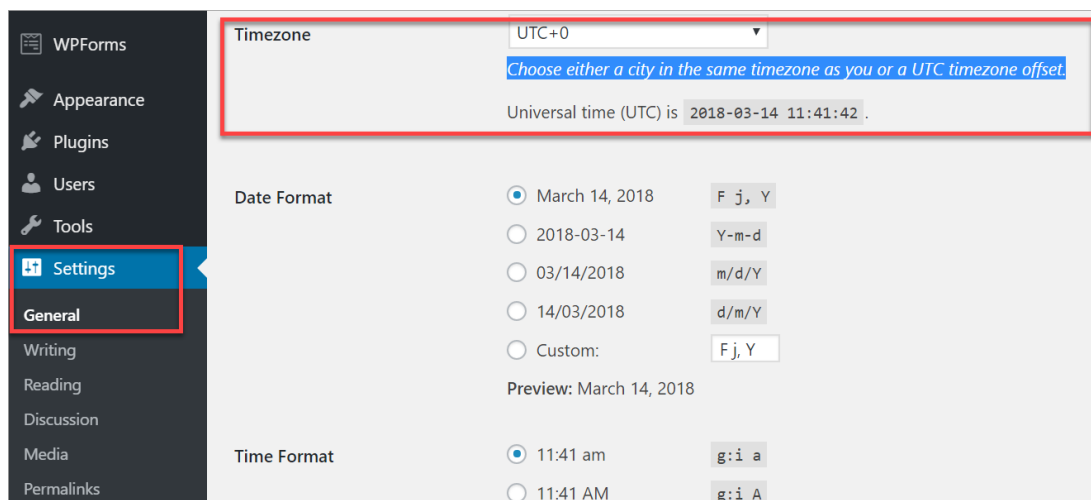 WPForms
Appearance
Plugins
Users
Tools
Settings
General
Writing
Reading
Discussion
Media
Permalinks
Timezone
UTC+0
Choose either a city in the same timezone as you or a UTC timezone offset.
Universal time (UTC) is 2018-03-14 11:41:42 .
Date Format
March 14, 2018 F j, Y
2018-03-14 Y-m-d
03/14/2018 m/d/Y
14/03/2018 d/m/Y
Custom: F j, Y
Preview: March 14, 2018
Time Format
11:41 am g:i a
11:41 AM g:i A